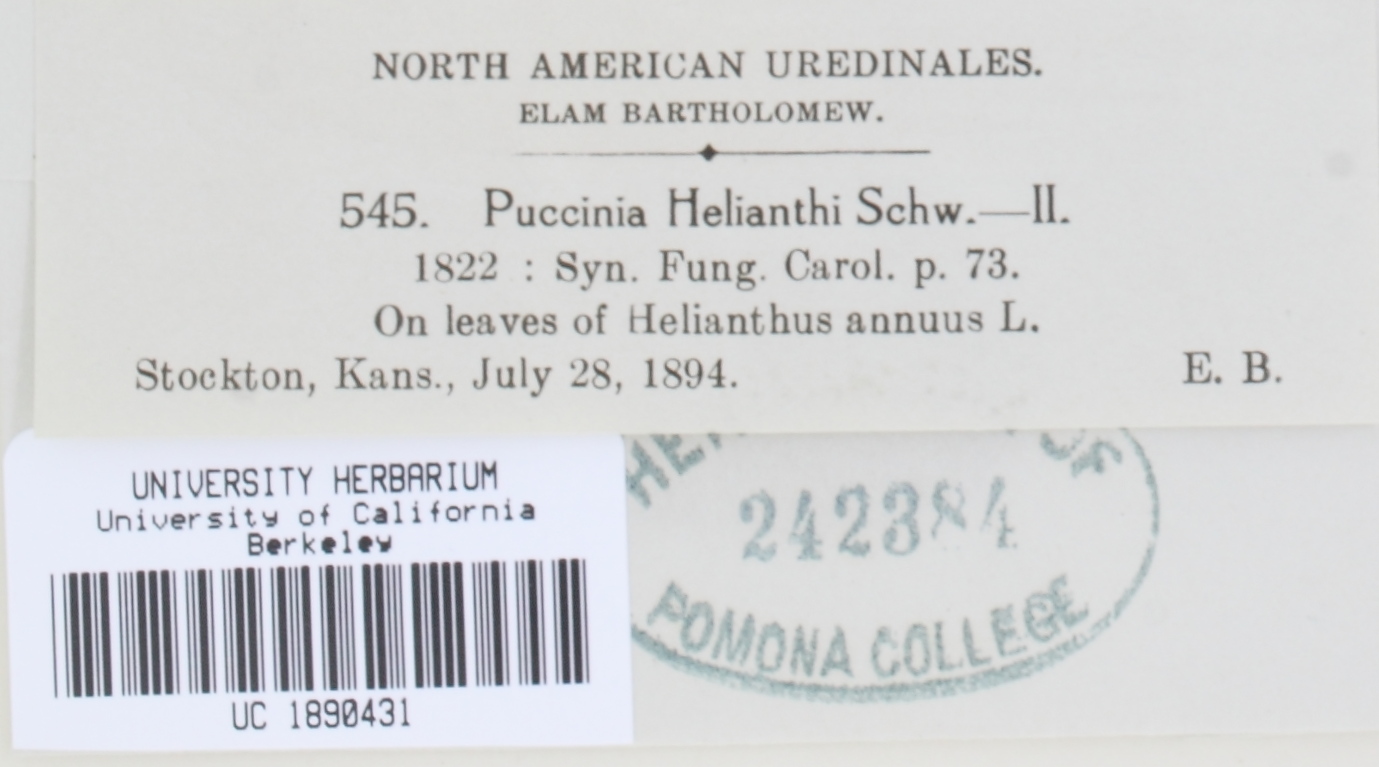 NORTH AMERICAN UREDINALES.
ELAM BARTHOLOMEW.
545. Puccinia Helianthi Schw.—II.
1822 : Syn. Fung. Carol. p. 73.
On leaves of Helianthus annuus L.
Stockton, Kans., July 28, 1894. E. B.
UNIVERSITY HERBARIUM
University of California
Berkeley
UC 1890431
OF
242384
POMONA COLLEGE